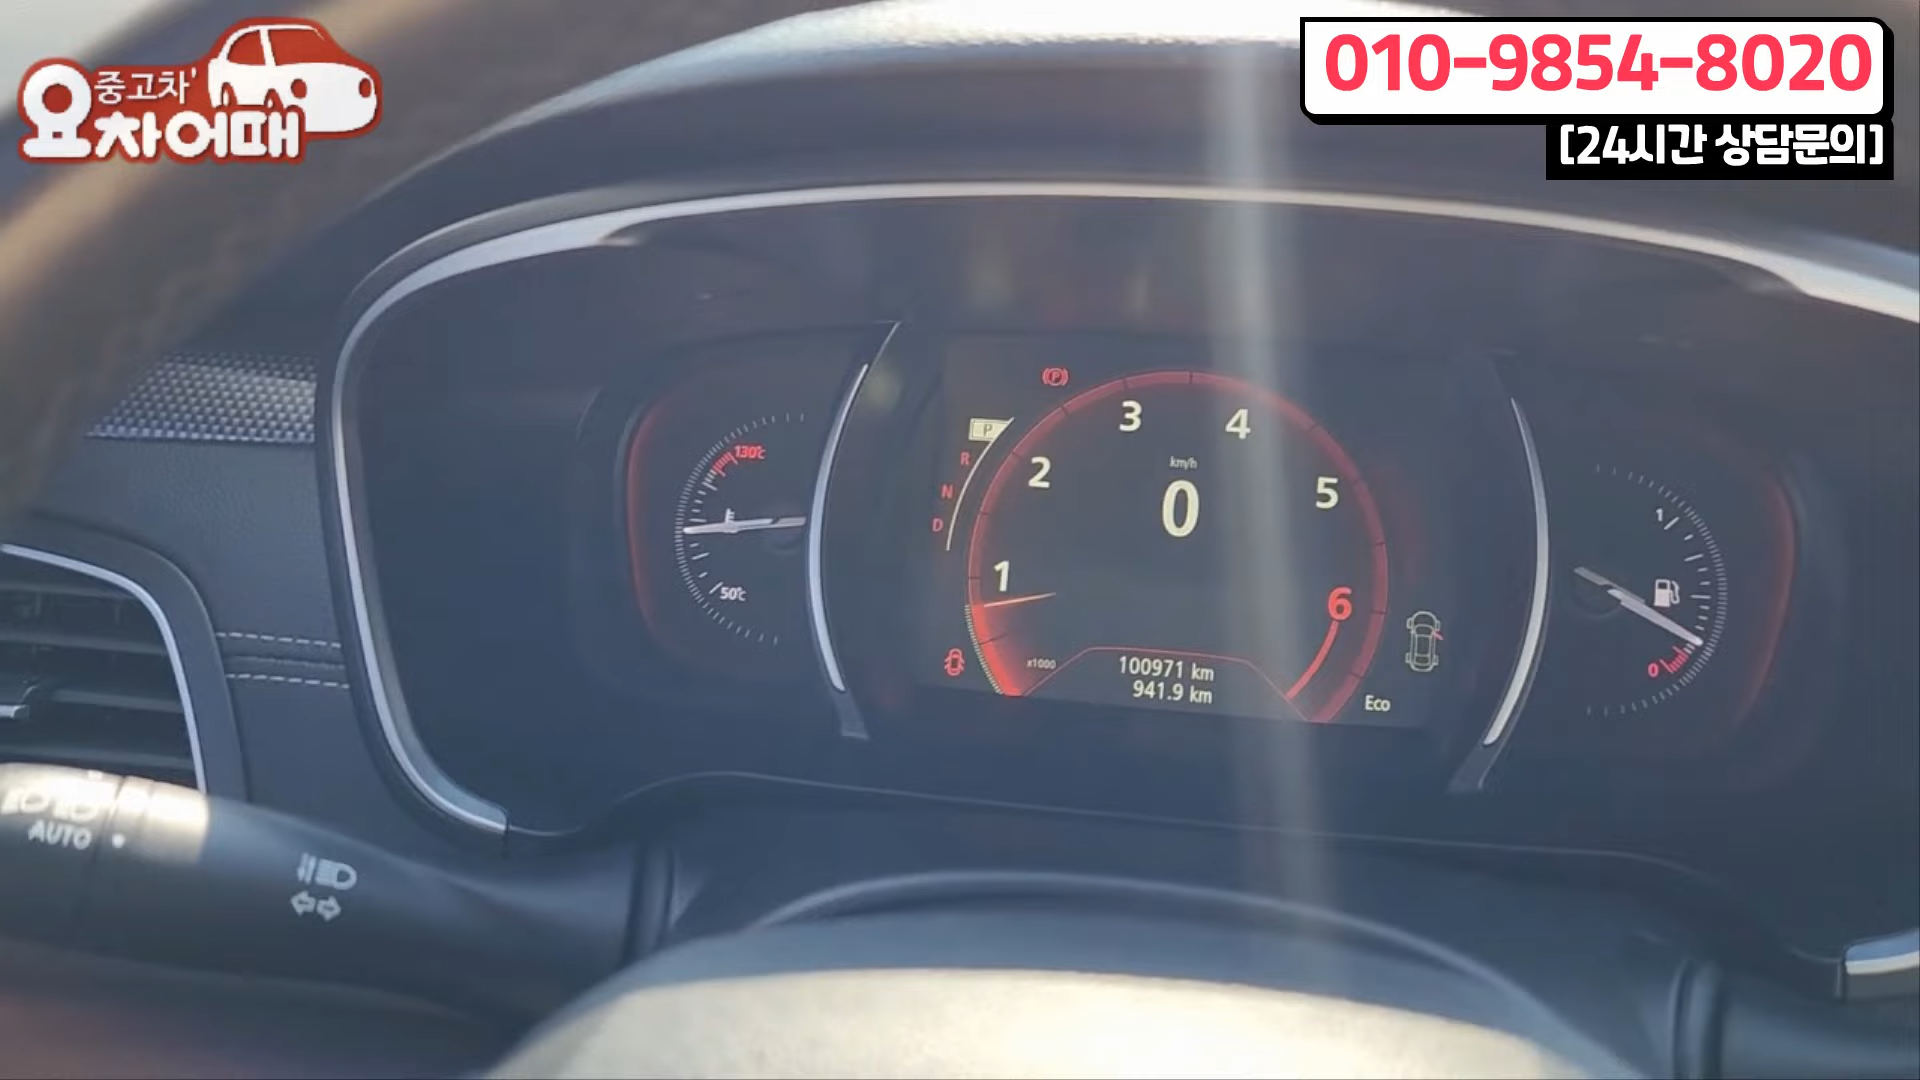 중고차'
요차어때
010-9854-8020
[24시간 상담문의]
130℃
50℃
P
R
N
D
(P)
1
2
3
4
5
6
km/h
0
x1000
100971 km
941.9 km
Eco
1
0
AUTO